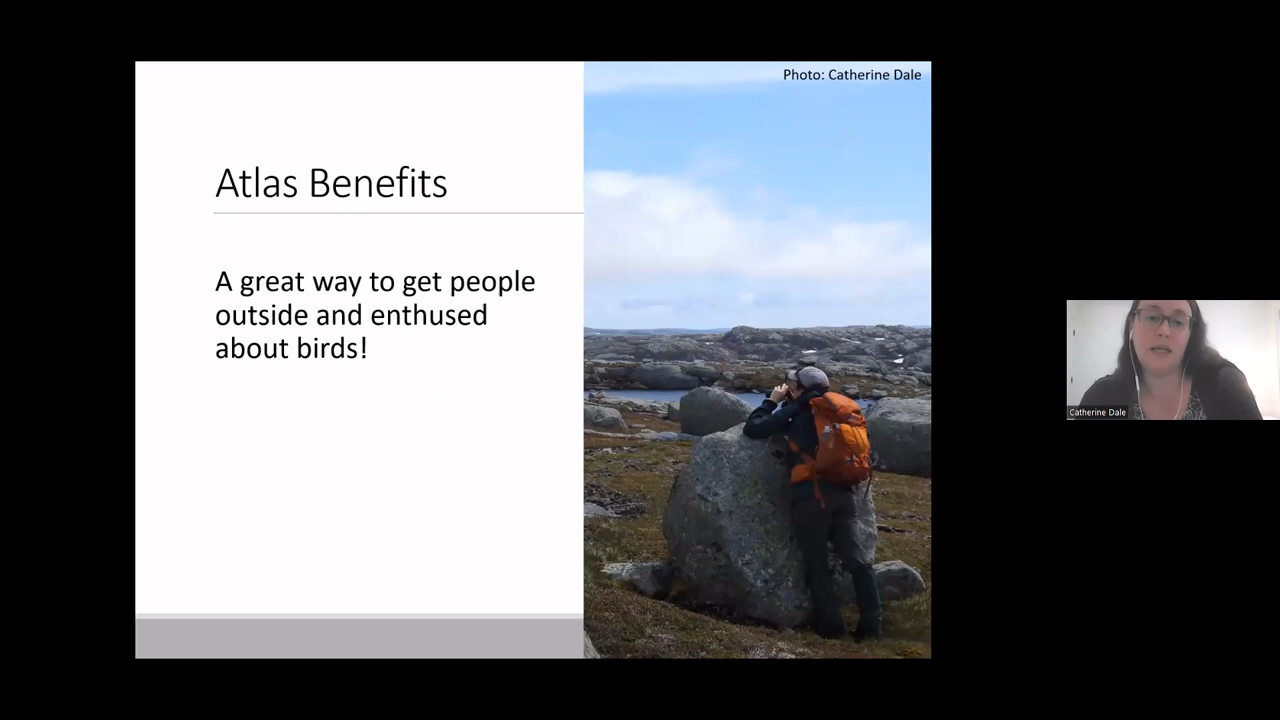 Photo: Catherine Dale
Atlas Benefits
A great way to get people
outside and enthused
about birds!
Catherine Dale